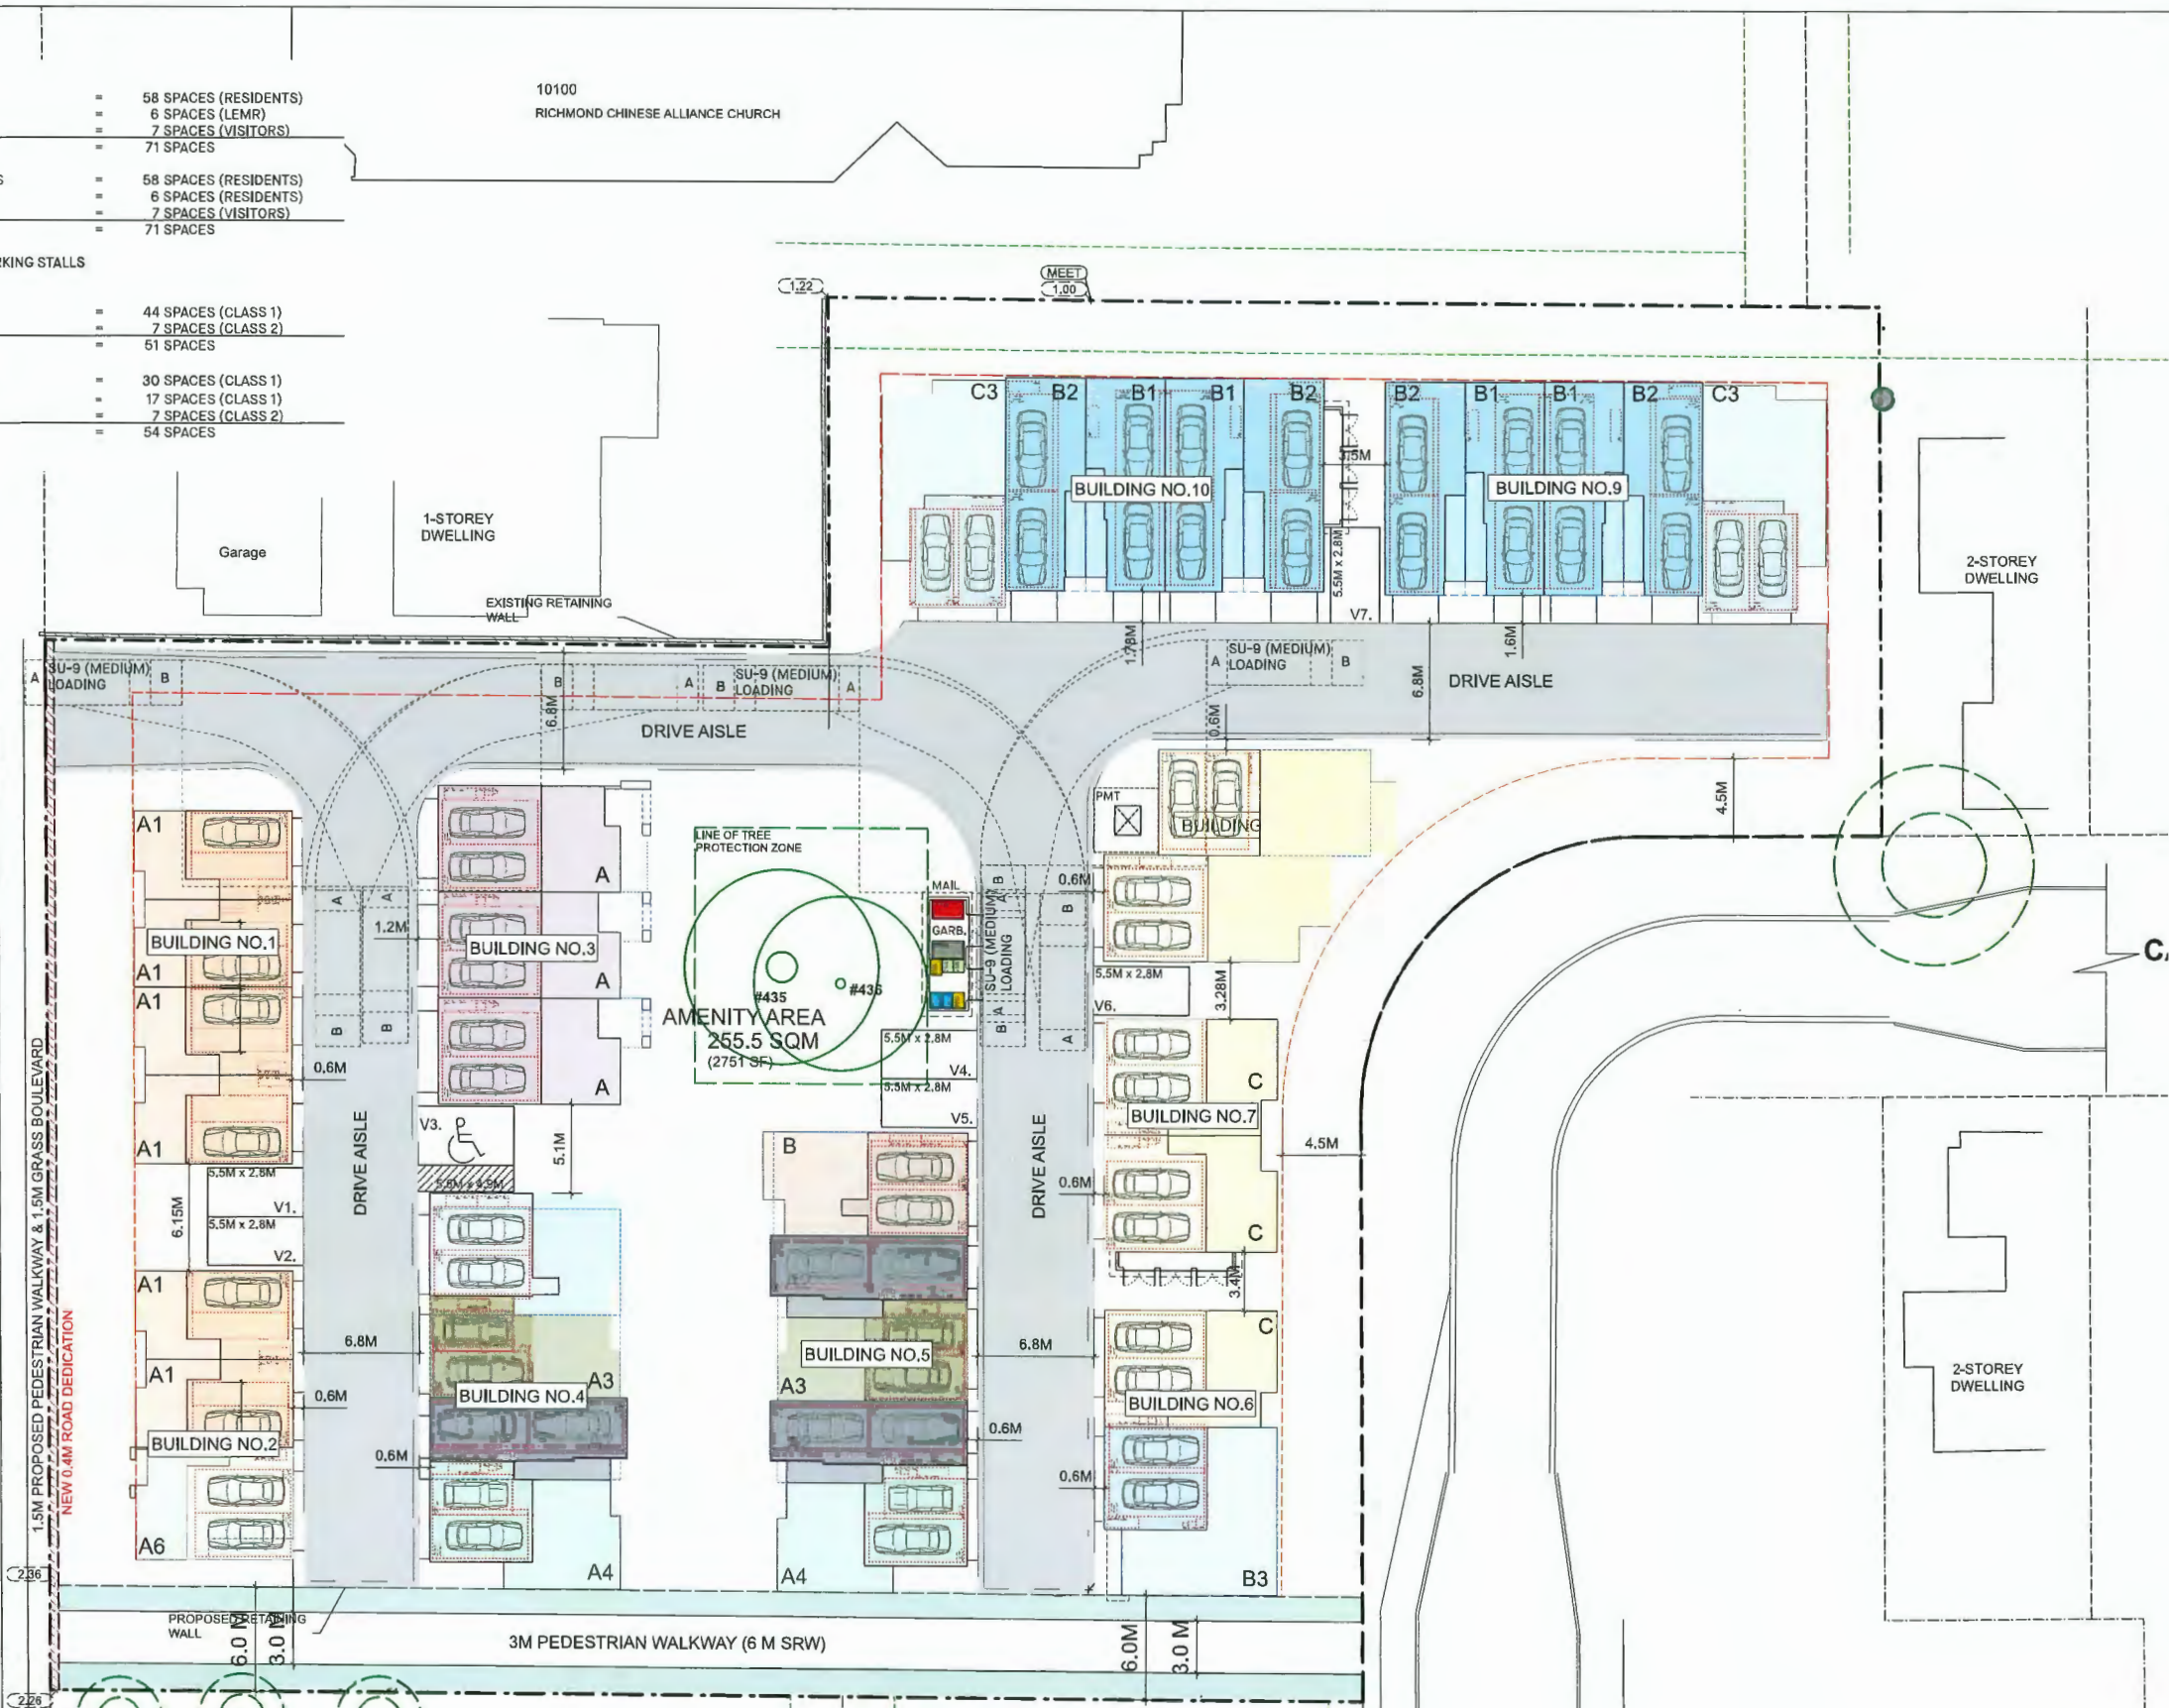 = 58 SPACES (RESIDENTS)
= 6 SPACES (LEMR)
= 7 SPACES (VISITORS)
= 71 SPACES
S = 58 SPACES (RESIDENTS)
= 6 SPACES (RESIDENTS)
= 7 SPACES (VISITORS)
= 71 SPACES
RKING STALLS
= 44 SPACES (CLASS 1)
= 7 SPACES (CLASS 2)
= 51 SPACES
= 30 SPACES (CLASS 1)
= 17 SPACES (CLASS 1)
= 7 SPACES (CLASS 2)
= 54 SPACES
10100
RICHMOND CHINESE ALLIANCE CHURCH
1.22
MEET
1.00
C3 B2 B1 B1 B2 B2 B1 B1 B2 C3
3.5M
BUILDING NO.10
BUILDING NO.9
5.5M x 2.8M
V7.
Garage
1-STOREY
DWELLING
EXISTING RETAINING
WALL
2-STOREY
DWELLING
A SU-9 (MEDIUM) B
LOADING
B A
B SU-9 (MEDIUM) A
LOADING
A SU-9 (MEDIUM) B
LOADING
1.78M
1.6M
6.8M
DRIVE AISLE
6.8M
DRIVE AISLE
0.6M
4.5M
PMT
BUILDING
A1
A1
A1
A1
BUILDING NO.1
A A
B B
1.2M
0.6M
A
A
A
BUILDING NO.3
LINE OF TREE
PROTECTION ZONE
#435
#436
AMENITY AREA
255.5 SQM
(2751 SF)
MAIL
GARB.
SU-9 (MEDIUM)
LOADING
B
A
A
B
B
A
0.6M
5.5M x 2.8M
V6.
3.28M
5.5M x 2.8M
V4.
5.5M x 2.8M
V5.
C
BUILDING NO.7
C
4.5M
0.6M
3.4M
C/
1.5M PROPOSED PEDESTRIAN WALKWAY & 1.5M GRASS BOULEVARD
NEW 0.4M ROAD DEDICATION
5.5M x 2.8M
V1.
5.5M x 2.8M
V2.
6.15M
DRIVE AISLE
V3.
5.1M
B
DRIVE AISLE
A1
A1
BUILDING NO.2
A6
6.8M
0.6M
0.6M
A3
BUILDING NO.4
A4
BUILDING NO.5
A3
A4
6.8M
0.6M
0.6M
C
BUILDING NO.6
B3
2-STOREY
DWELLING
2.36
2.26
PROPOSED RETAINING
WALL
6.0 M
3.0 M
3M PEDESTRIAN WALKWAY (6 M SRW)
6.0M
3.0 M